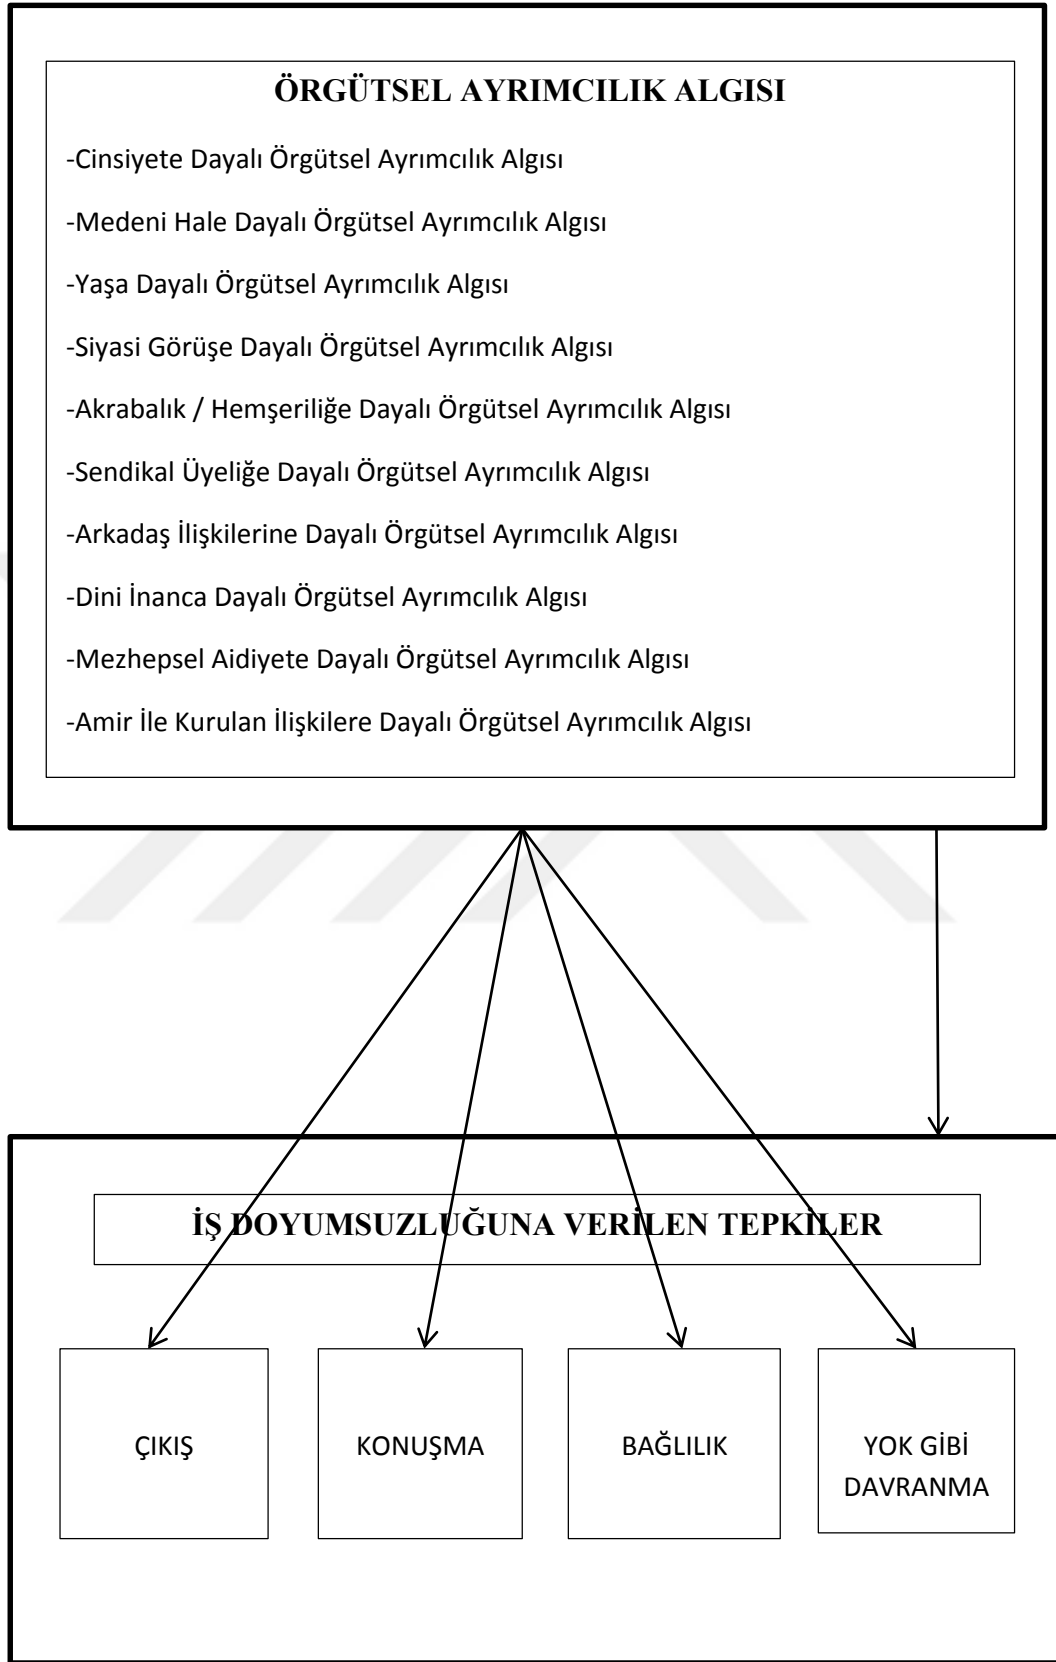 ÖRGÜTSEL AYRIMCILIK ALGISI
-Cinsiyete Dayalı Örgütsel Ayrımcılık Algısı
-Medeni Hale Dayalı Örgütsel Ayrımcılık Algısı
-Yaşa Dayalı Örgütsel Ayrımcılık Algısı
-Siyasi Görüşe Dayalı Örgütsel Ayrımcılık Algısı
-Akrabalık / Hemşeriliğe Dayalı Örgütsel Ayrımcılık Algısı
-Sendikal Üyeliğe Dayalı Örgütsel Ayrımcılık Algısı
-Arkadaş İlişkilerine Dayalı Örgütsel Ayrımcılık Algısı
-Dini İnanca Dayalı Örgütsel Ayrımcılık Algısı
-Mezhepsel Aidiyete Dayalı Örgütsel Ayrımcılık Algısı
-Amir İle Kurulan İlişkilere Dayalı Örgütsel Ayrımcılık Algısı
İŞ DOYUMSUZLUĞUNA VERİLEN TEPKİLER
ÇIKIŞ
KONUŞMA
BAĞLILIK
YOK GİBİ
DAVRANMA